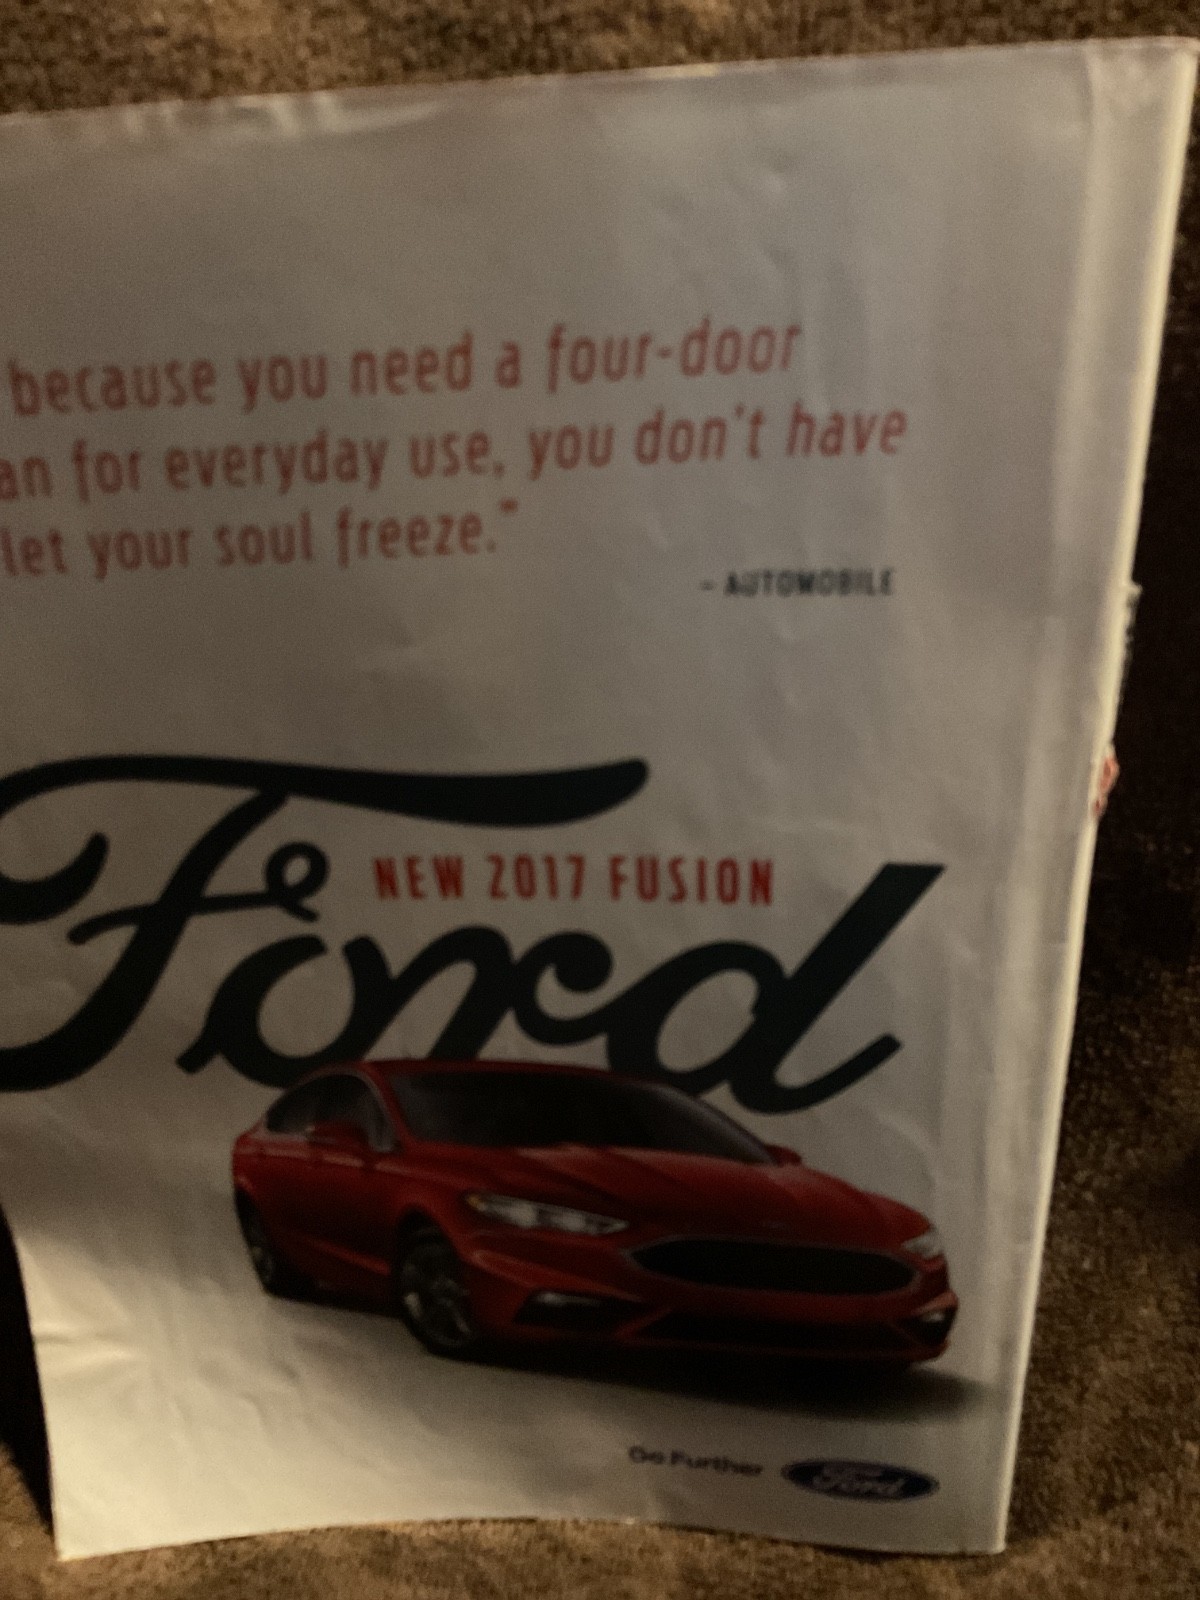 because you need a four-door
an for everyday use, you don't have
let your soul freeze."
- AUTOMOBILE
NEW 2017 FUSION
Ford
Go Further Ford